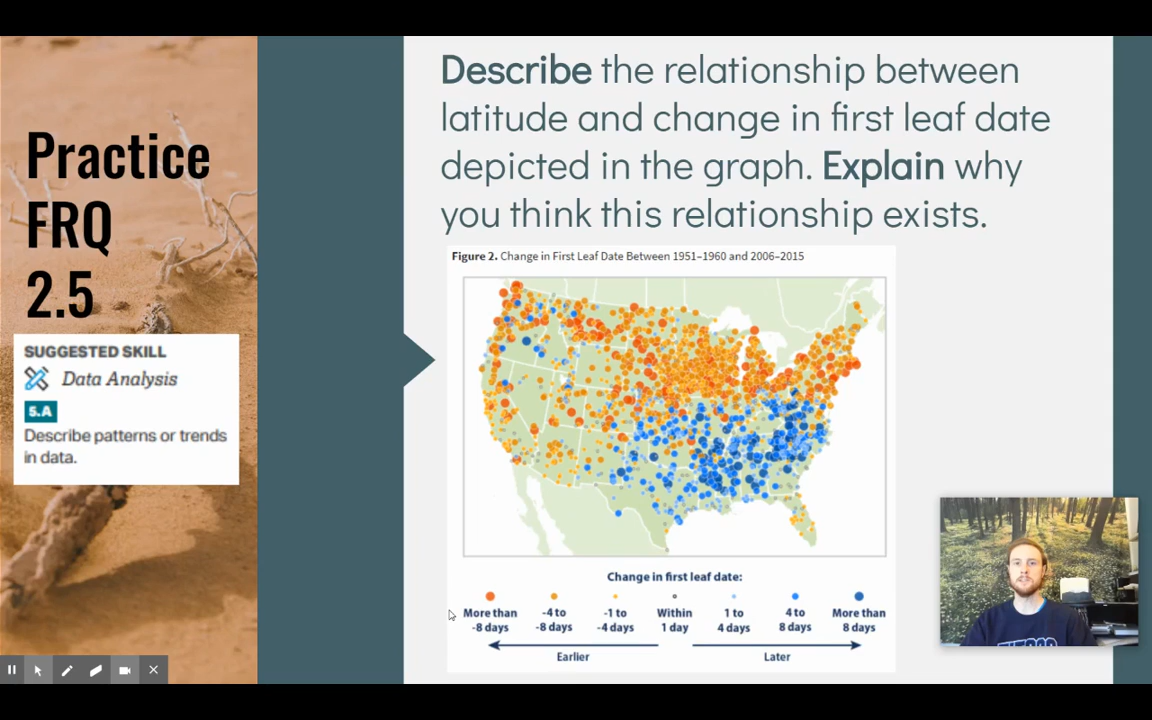 Practice
FRQ
2.5
SUGGESTED SKILL
Data Analysis
5.A
Describe patterns or trends
in data.
Describe the relationship between
latitude and change in first leaf date
depicted in the graph. Explain why
you think this relationship exists.
Figure 2. Change in First Leaf Date Between 1951–1960 and 2006–2015
Change in first leaf date:
More than
-8 days
-4 to
-8 days
-1 to
-4 days
Within
1 day
1 to
4 days
4 to
8 days
More than
8 days
Earlier
Later